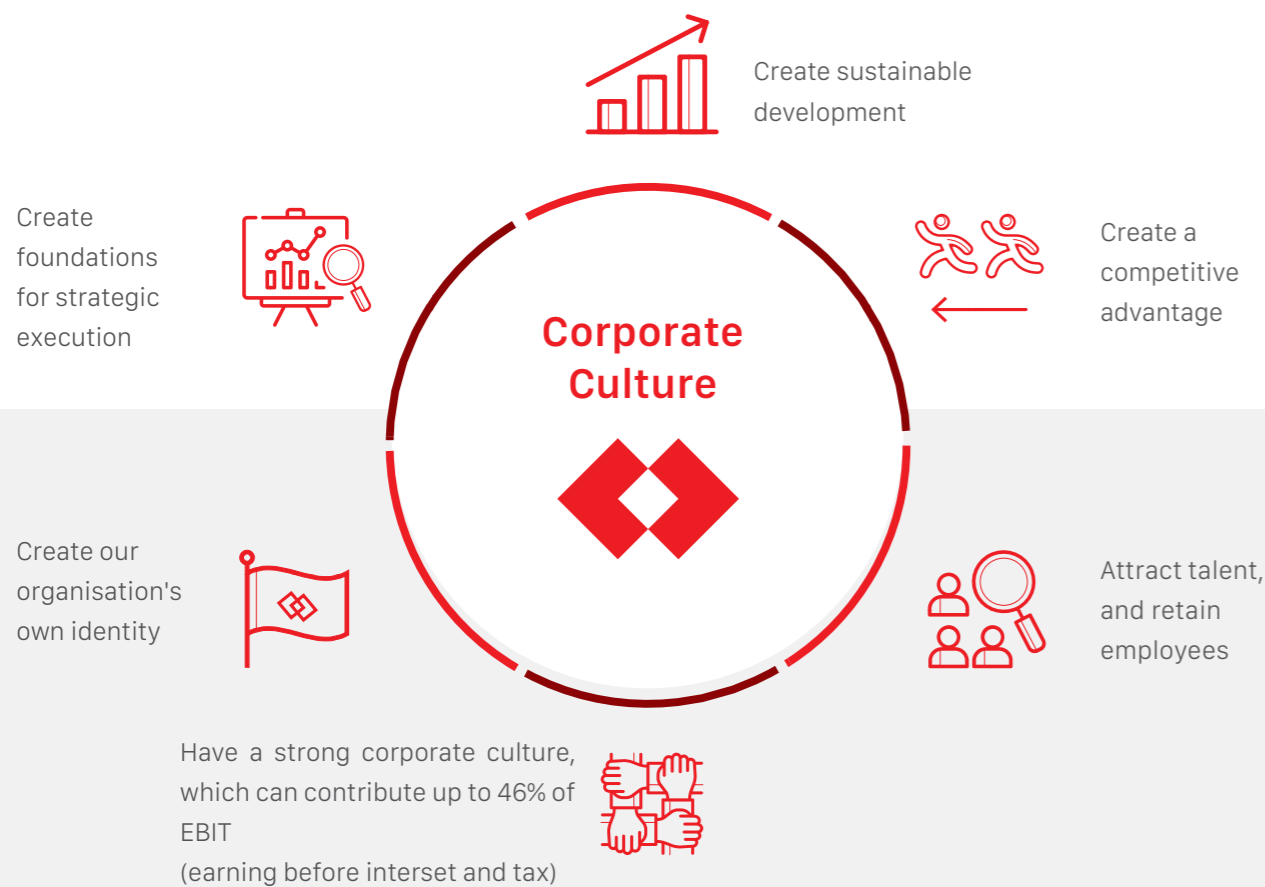 Create sustainable
development
Create
foundations
for strategic
execution
Create a
competitive
advantage
Corporate
Culture
Create our
organisation's
own identity
Attract talent,
and retain
employees
Have a strong corporate culture,
which can contribute up to 46% of
EBIT
(earning before interset and tax)